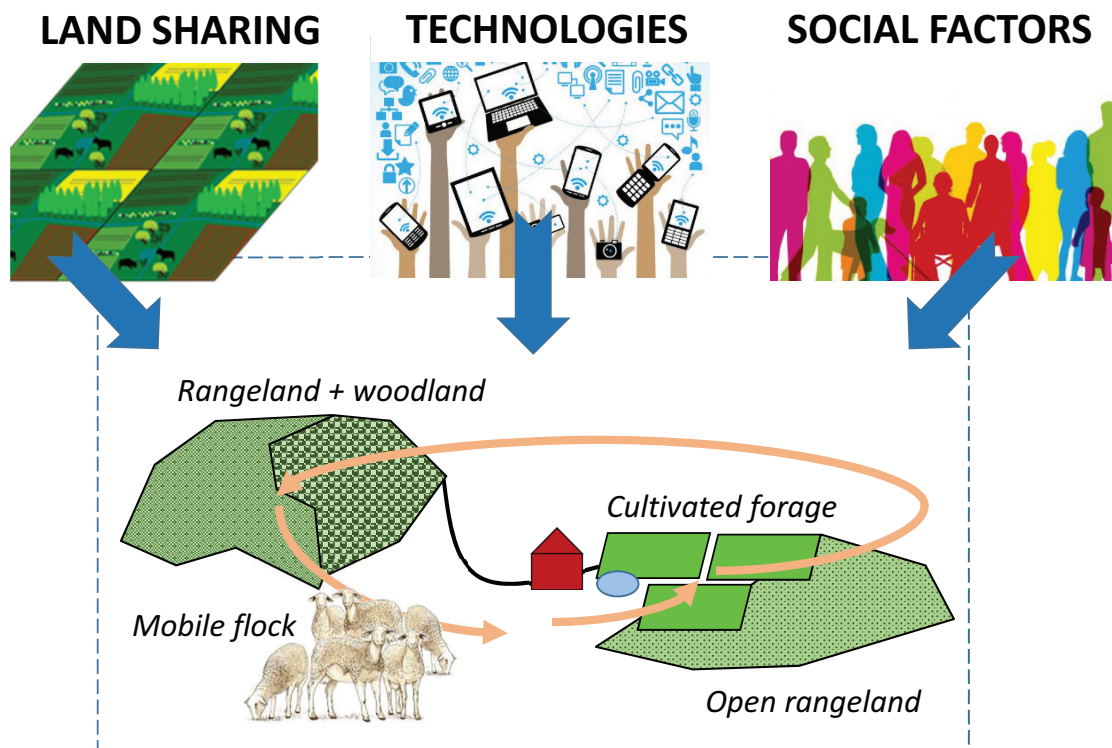 LAND SHARING
TECHNOLOGIES
SOCIAL FACTORS
Rangeland + woodland
Cultivated forage
Mobile flock
Open rangeland